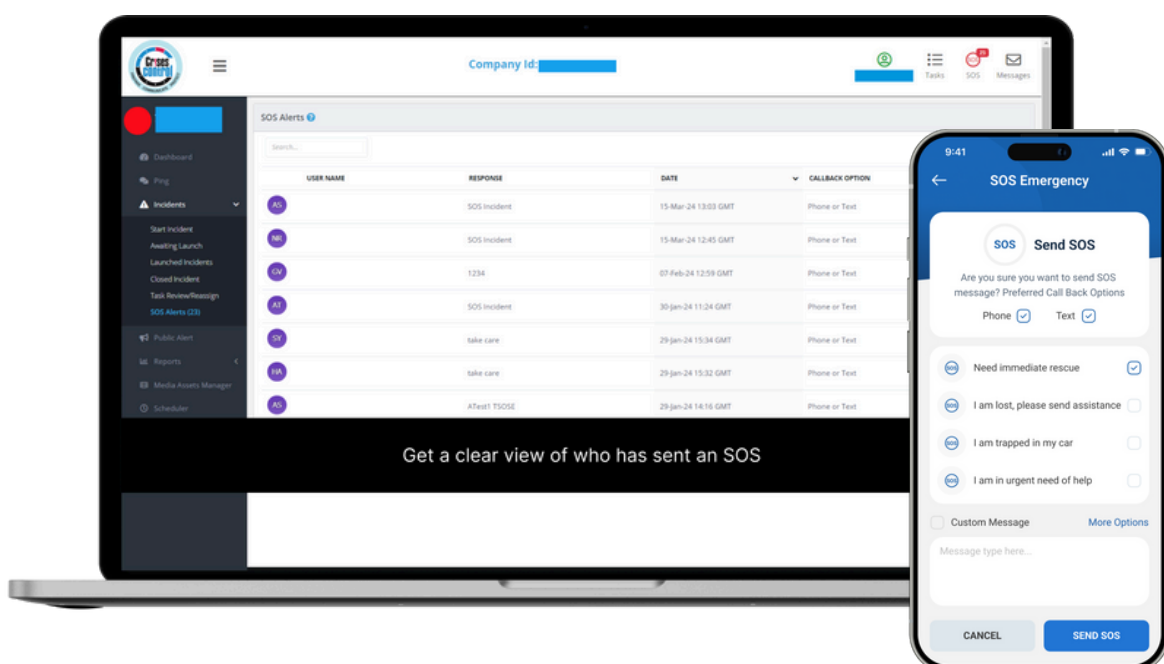 Crises
Control
Company Id:
Tasks
25
SOS
Messages
SOS Alerts
Search...
Dashboard
Ping
Incidents
Start Incident
Awaiting Launch
Launched Incidents
Closed Incident
Task Review/Reassign
SOS Alerts (23)
Public Alert
Reports
Media Assets Manager
Scheduler
USER NAME RESPONSE DATE CALLBACK OPTION
AS SOS Incident 15-Mar-24 13:03 GMT Phone or Text
NR SOS Incident 15-Mar-24 12:45 GMT Phone or Text
GV 1234 07-Feb-24 12:59 GMT Phone or Text
AT SOS Incident 30-Jan-24 11:24 GMT Phone or Text
SY take care 29-Jan-24 15:34 GMT Phone or Text
HA take care 29-Jan-24 15:32 GMT Phone or Text
AS ATest1 TSOSE 29-Jan-24 14:16 GMT Phone or Text
Get a clear view of who has sent an SOS
9:41
SOS Emergency
SOS Send SOS
Are you sure you want to send SOS
message? Preferred Call Back Options
Phone Text
SOS Need immediate rescue
SOS I am lost, please send assistance
SOS I am trapped in my car
SOS I am in urgent need of help
Custom Message More Options
Message type here...
CANCEL SEND SOS